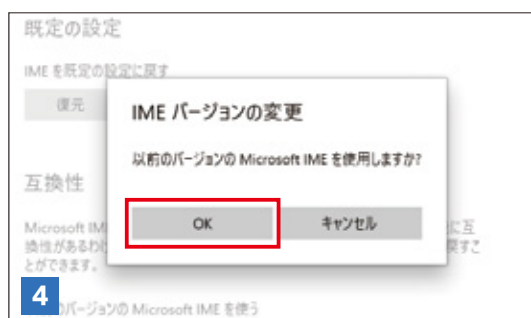 既定の設定
IME を既定の設定に戻す
復元
IME バージョンの変更
以前のバージョンの Microsoft IME を使用しますか?
OK
キャンセル
互換性
Microsoft IM
に互
換性があるわけ
戻すこ
とができます。
4
のバージョンの Microsoft IME を使う